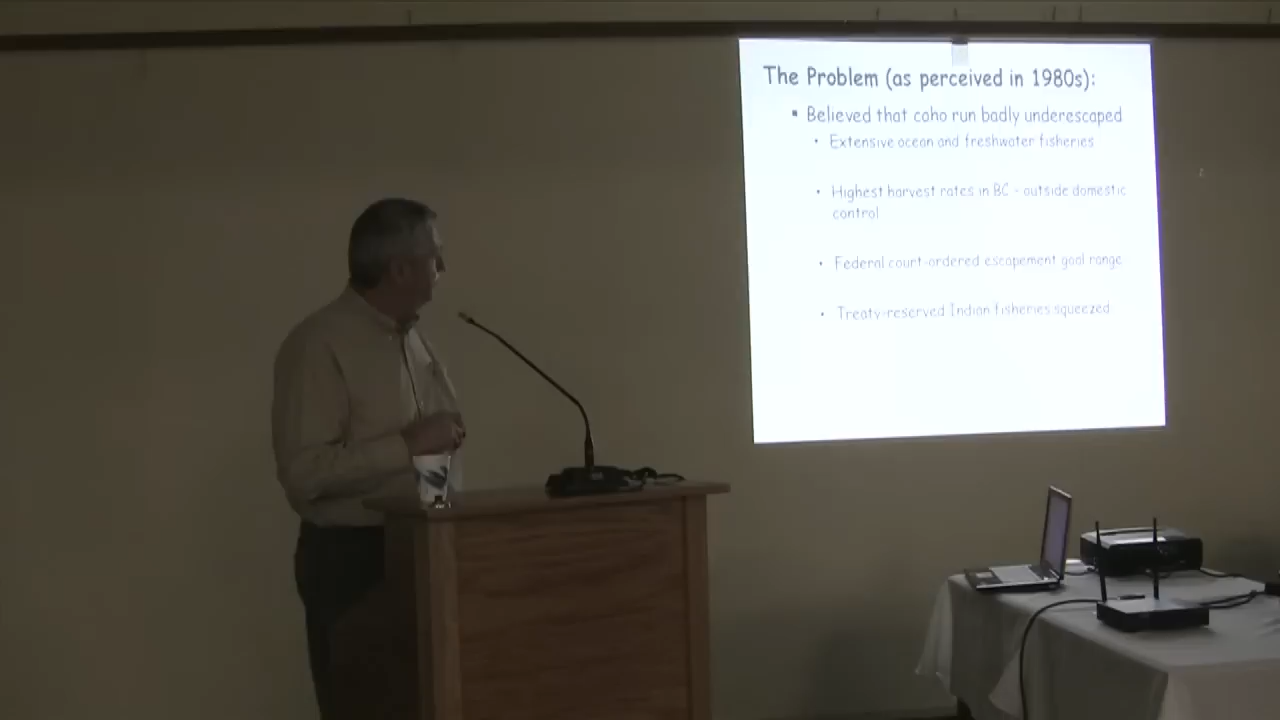 The Problem (as perceived in 1980s):
▪ Believed that coho run badly underescaped
• Extensive ocean and freshwater fisheries
• Highest harvest rates in BC - outside domestic
control
• Federal court-ordered escapement goal range
• Treaty-reserved Indian fisheries squeezed